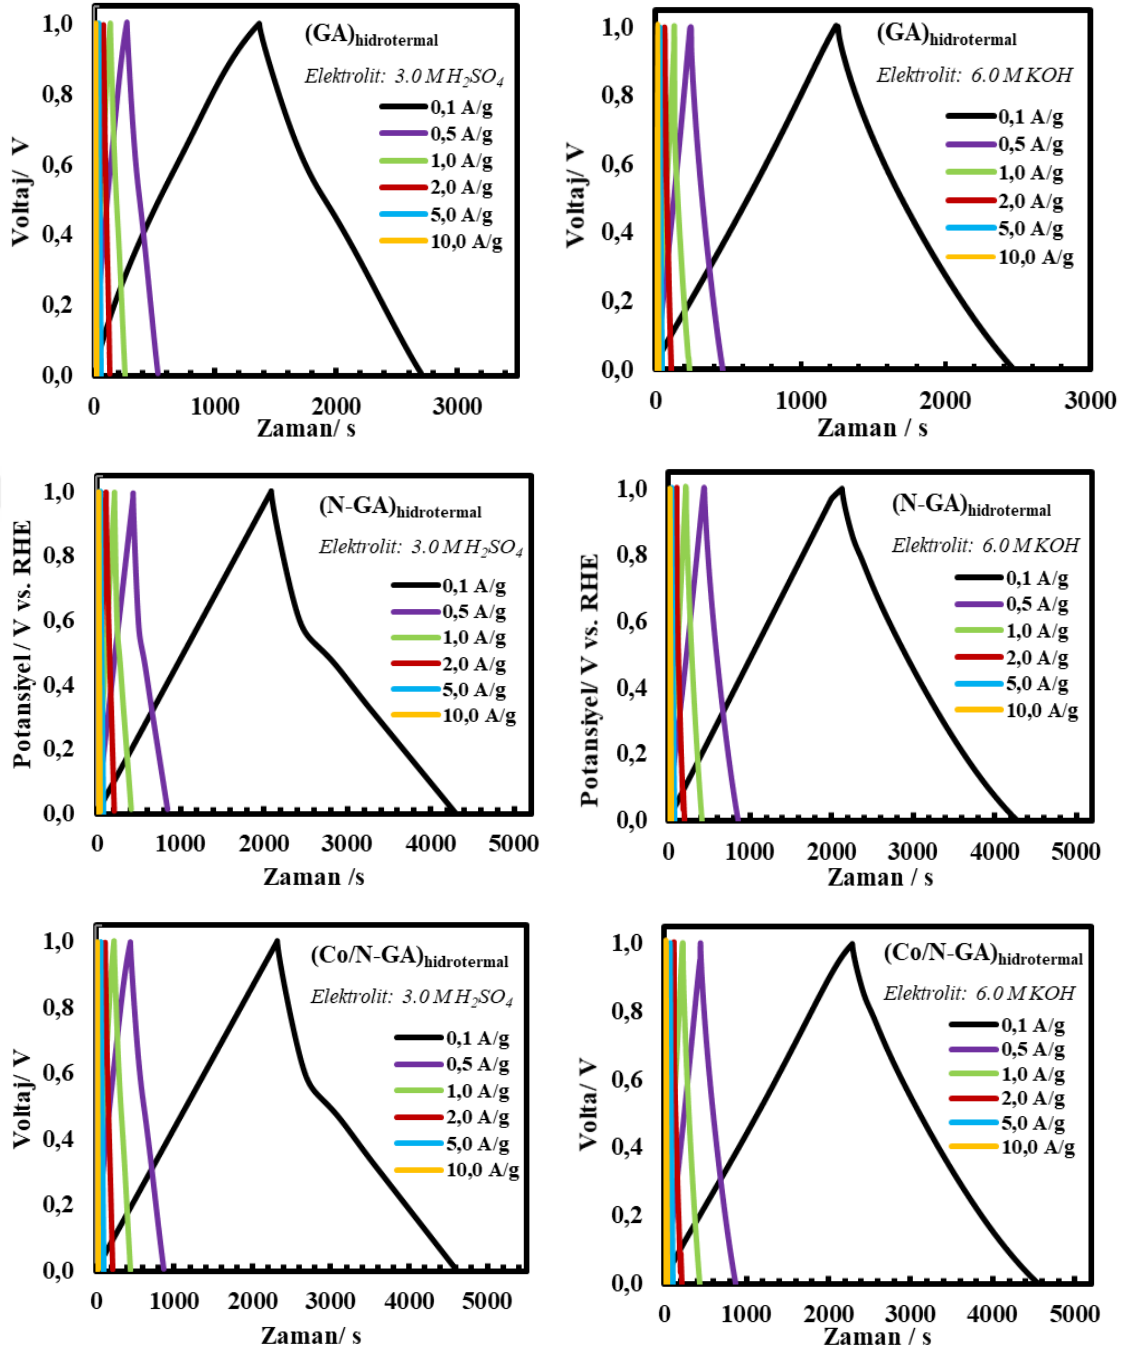 (GA)hidrotermal
Elektrolit: 3.0 M H2SO4
0,1 A/g
0,5 A/g
1,0 A/g
2,0 A/g
5,0 A/g
10,0 A/g
Voltaj/ V
1,0
0,8
0,6
0,4
0,2
0,0
0 1000 2000 3000
Zaman/ s
(GA)hidrotermal
Elektrolit: 6.0 M KOH
0,1 A/g
0,5 A/g
1,0 A/g
2,0 A/g
5,0 A/g
10,0 A/g
Voltaj/ V
1,0
0,8
0,6
0,4
0,2
0,0
0 1000 2000 3000
Zaman / s
(N-GA)hidrotermal
Elektrolit: 3.0 M H2SO4
0,1 A/g
0,5 A/g
1,0 A/g
2,0 A/g
5,0 A/g
10,0 A/g
Potansiyel / V vs. RHE
1,0
0,8
0,6
0,4
0,2
0,0
0 1000 2000 3000 4000 5000
Zaman /s
(N-GA)hidrotermal
Elektrolit: 6.0 M KOH
0,1 A/g
0,5 A/g
1,0 A/g
2,0 A/g
5,0 A/g
10,0 A/g
Potansiyel/ V vs. RHE
1,0
0,8
0,6
0,4
0,2
0,0
0 1000 2000 3000 4000 5000
Zaman / s
(Co/N-GA)hidrotermal
Elektrolit: 3.0 M H2SO4
0,1 A/g
0,5 A/g
1,0 A/g
2,0 A/g
5,0 A/g
10,0 A/g
Voltaj/ V
1,0
0,8
0,6
0,4
0,2
0,0
0 1000 2000 3000 4000 5000
Zaman/ s
(Co/N-GA)hidrotermal
Elektrolit: 6.0 M KOH
0,1 A/g
0,5 A/g
1,0 A/g
2,0 A/g
5,0 A/g
10,0 A/g
Volta/ V
1,0
0,8
0,6
0,4
0,2
0,0
0 1000 2000 3000 4000 5000
Zaman / s